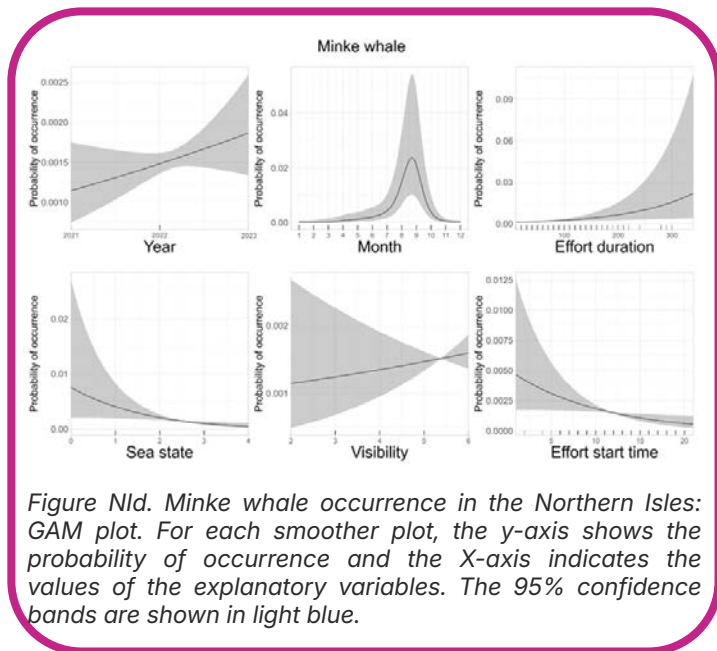 Minke whale
Probability of occurrence
0.0025
0.0020
0.0015
0.0010
2021 2022 2023
Year
Probability of occurrence
0.04
0.02
0.00
1 2 3 4 5 6 7 8 9 10 11 12
Month
Probability of occurrence
0.09
0.06
0.03
0.00
100 200 300
Effort duration
Probability of occurrence
0.02
0.01
0.00
0 1 2 3 4
Sea state
Probability of occurrence
0.002
0.001
2 3 4 5 6
Visibility
Probability of occurrence
0.0125
0.0100
0.0075
0.0050
0.0025
0.0000
5 10 15 20
Effort start time
Figure NId. Minke whale occurrence in the Northern Isles:
GAM plot. For each smoother plot, the y-axis shows the
probability of occurrence and the X-axis indicates the
values of the explanatory variables. The 95% confidence
bands are shown in light blue.